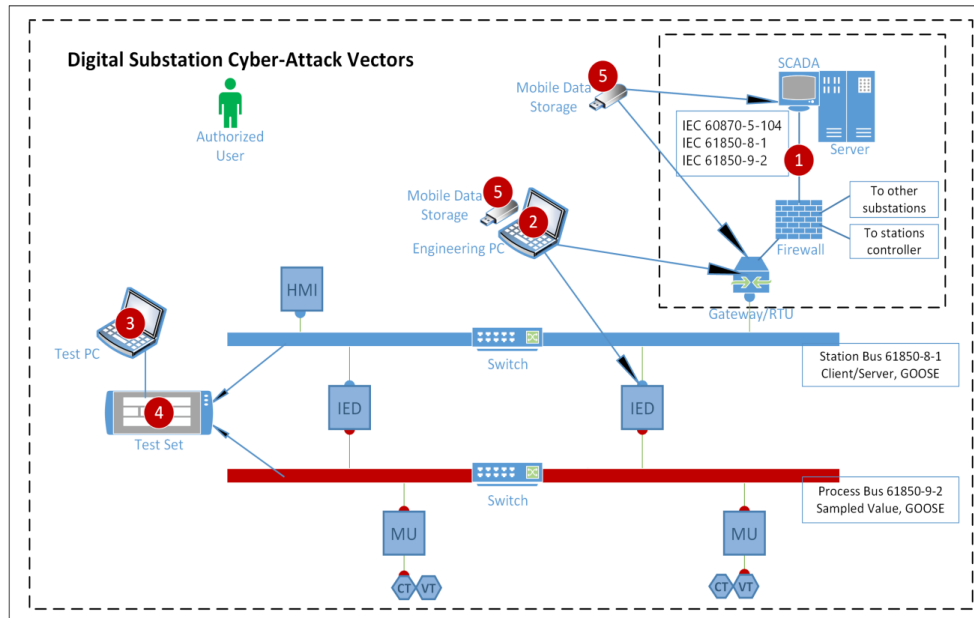 Digital Substation Cyber-Attack Vectors
Authorized
User
Mobile Data
Storage
5
SCADA
Server
IEC 60870-5-104
IEC 61850-8-1
IEC 61850-9-2
1
To other
substations
To stations
controller
Firewall
Mobile Data
Storage
5
2
Engineering PC
Gateway/RTU
HMI
3
Test PC
Switch
Station Bus 61850-8-1
Client/Server, GOOSE
IED
IED
4
Test Set
Switch
Process Bus 61850-9-2
Sampled Value, GOOSE
MU
MU
CT
VT
CT
VT